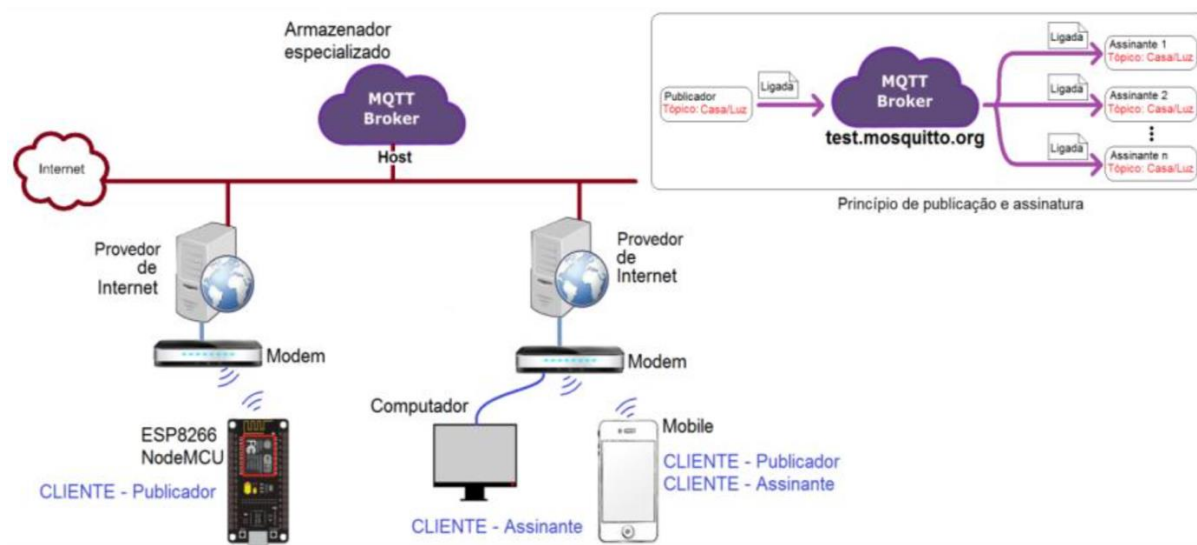 Armazenador
especializado
MQTT
Broker
Host
Internet
Provedor
de
Internet
Modem
ESP8266
NodeMCU
CLIENTE - Publicador
Provedor
de
Internet
Modem
Computador
CLIENTE - Assinante
Mobile
CLIENTE - Publicador
CLIENTE - Assinante
Publicador
Tópico: Casa/Luz
Ligada
MQTT
Broker
test.mosquitto.org
Ligada
Assinante 1
Tópico: Casa/Luz
Ligada
Assinante 2
Tópico: Casa/Luz
Ligada
Assinante n
Tópico: Casa/Luz
Princípio de publicação e assinatura